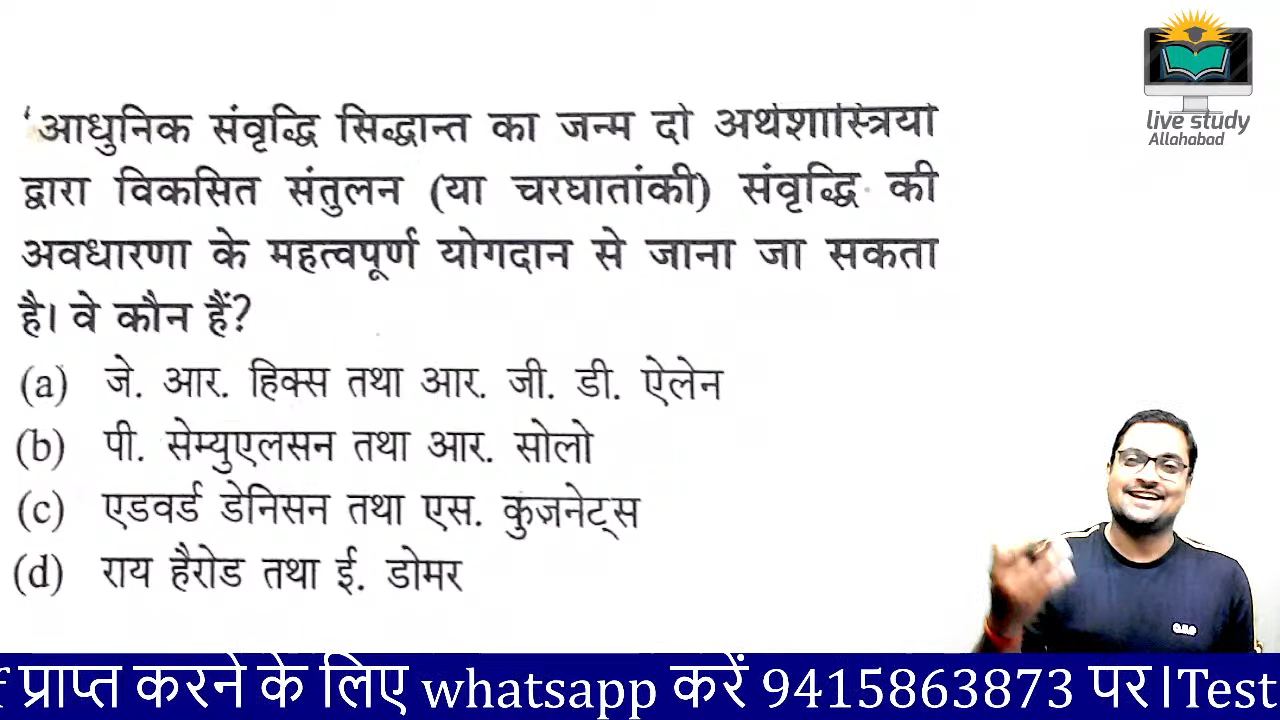 live study
Allahabad
‘आधुनिक संवृद्धि सिद्धान्त का जन्म दो अर्थशास्त्रियों
द्वारा विकसित संतुलन (या चरघातांकी) संवृद्धि की
अवधारणा के महत्वपूर्ण योगदान से जाना जा सकता
है। वे कौन हैं?
(a) जे. आर. हिक्स तथा आर. जी. डी. ऐलेन
(b) पी. सेम्युएलसन तथा आर. सोलो
(c) एडवर्ड डेनिसन तथा एस. कुज़नेट्स
(d) राय हैरोड तथा ई. डोमर
प्राप्त करने के लिए whatsapp करें 9415863873 पर।Test